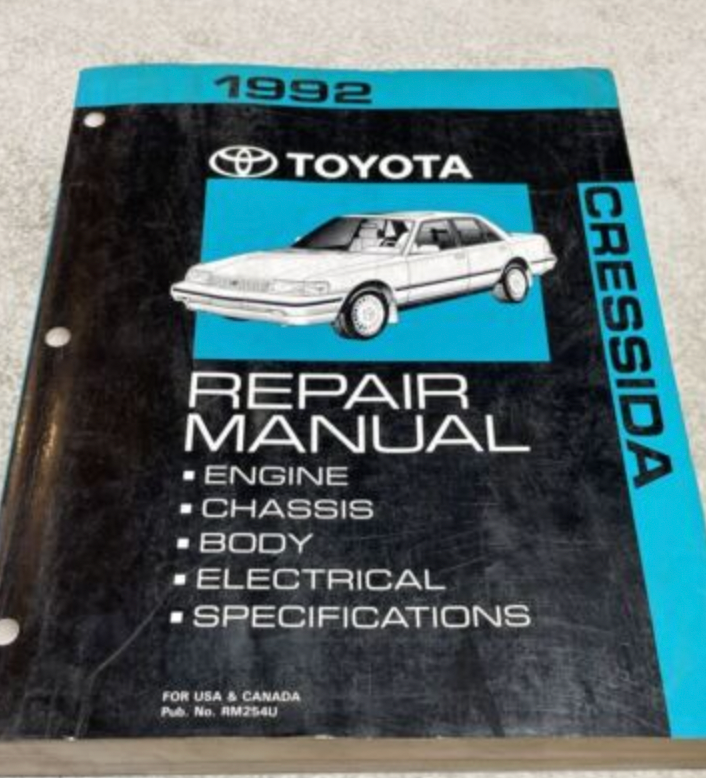 1992
TOYOTA
CRESSIDA
REPAIR
MANUAL
▪ ENGINE
▪ CHASSIS
▪ BODY
▪ ELECTRICAL
▪ SPECIFICATIONS
FOR USA & CANADA
Pub. No. RM254U